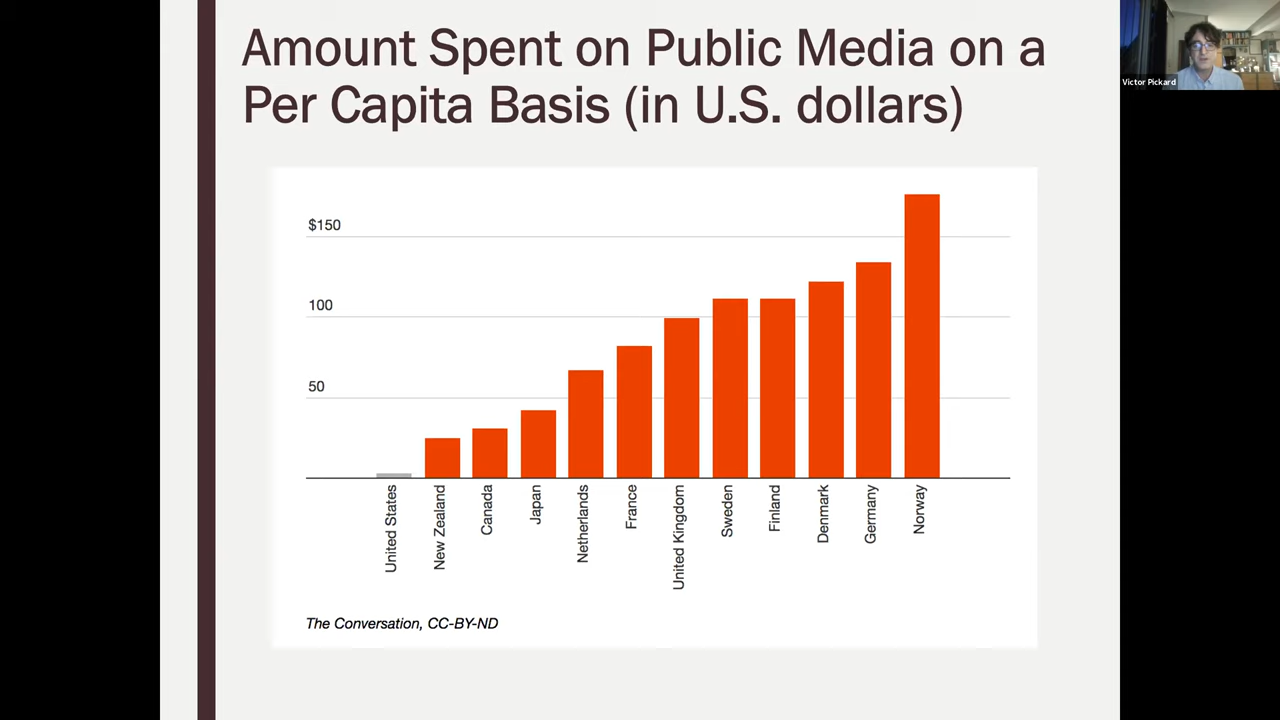 Amount Spent on Public Media on a
Per Capita Basis (in U.S. dollars)
Victor Pickard
$150
100
50
United States
New Zealand
Canada
Japan
Netherlands
France
United Kingdom
Sweden
Finland
Denmark
Germany
Norway
The Conversation, CC-BY-ND